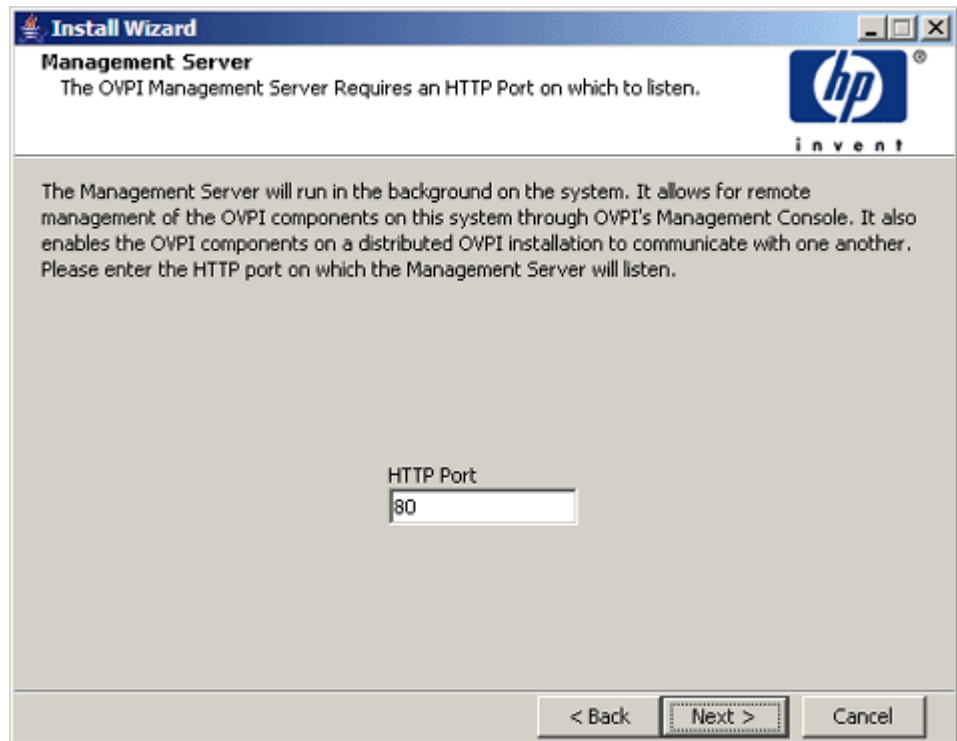 Install Wizard
Management Server
The OVPI Management Server Requires an HTTP Port on which to listen.
hp
®
invent
The Management Server will run in the background on the system. It allows for remote
management of the OVPI components on this system through OVPI's Management Console. It also
enables the OVPI components on a distributed OVPI installation to communicate with one another.
Please enter the HTTP port on which the Management Server will listen.
HTTP Port
80
< Back Next > Cancel